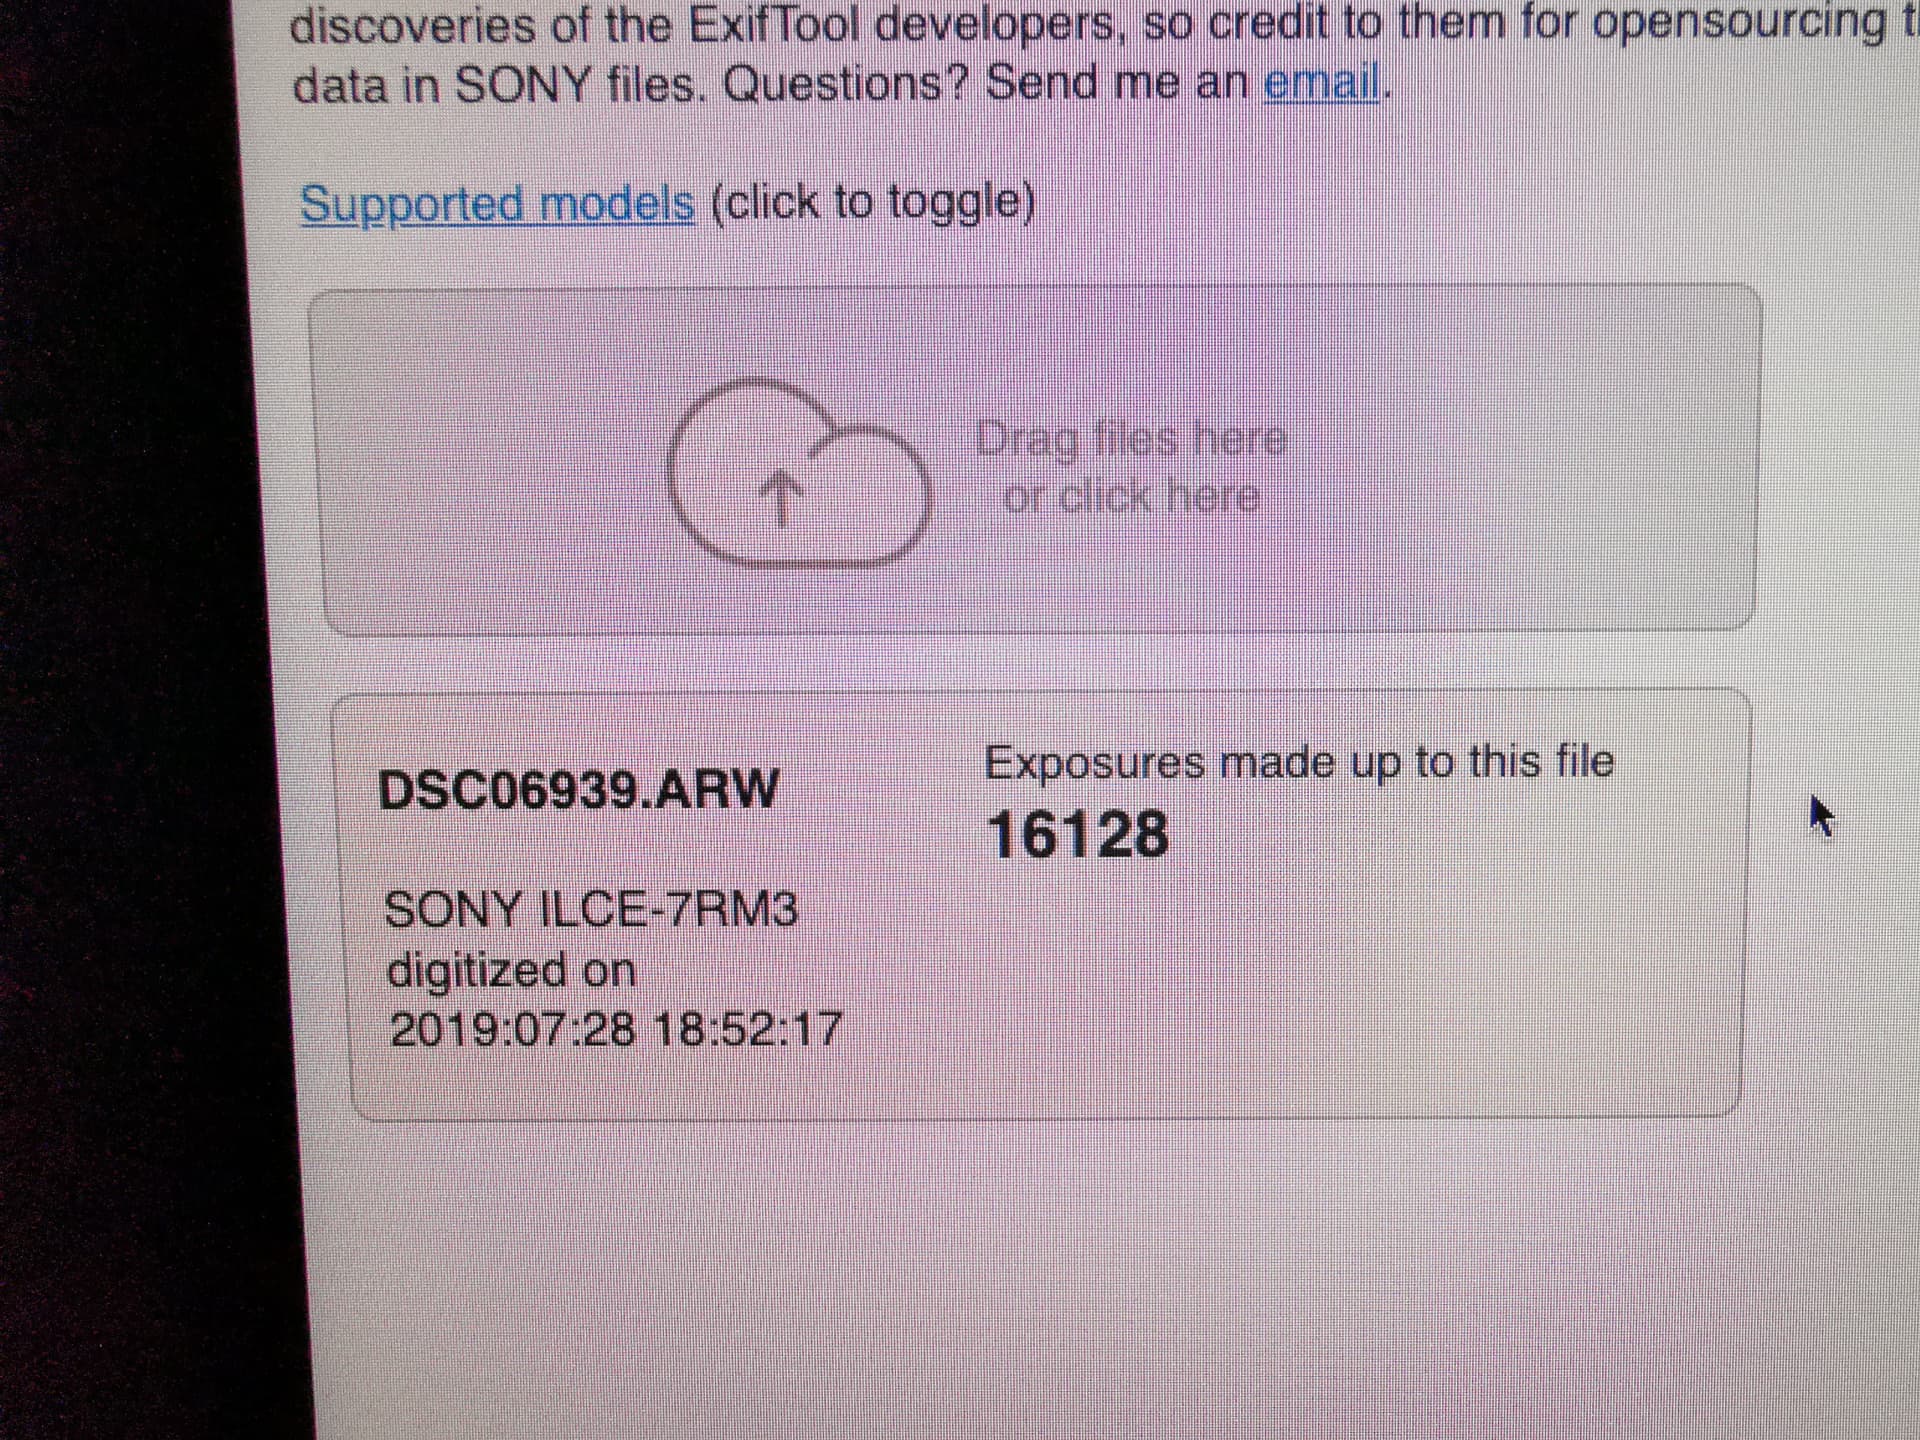 discoveries of the ExifTool developers, so credit to them for opensourcing
data in SONY files. Questions? Send me an email.
Supported models (click to toggle)
Drag files here
or click here
DSC06939.ARW
Exposures made up to this file
16128
SONY ILCE-7RM3
digitized on
2019:07:28 18:52:17